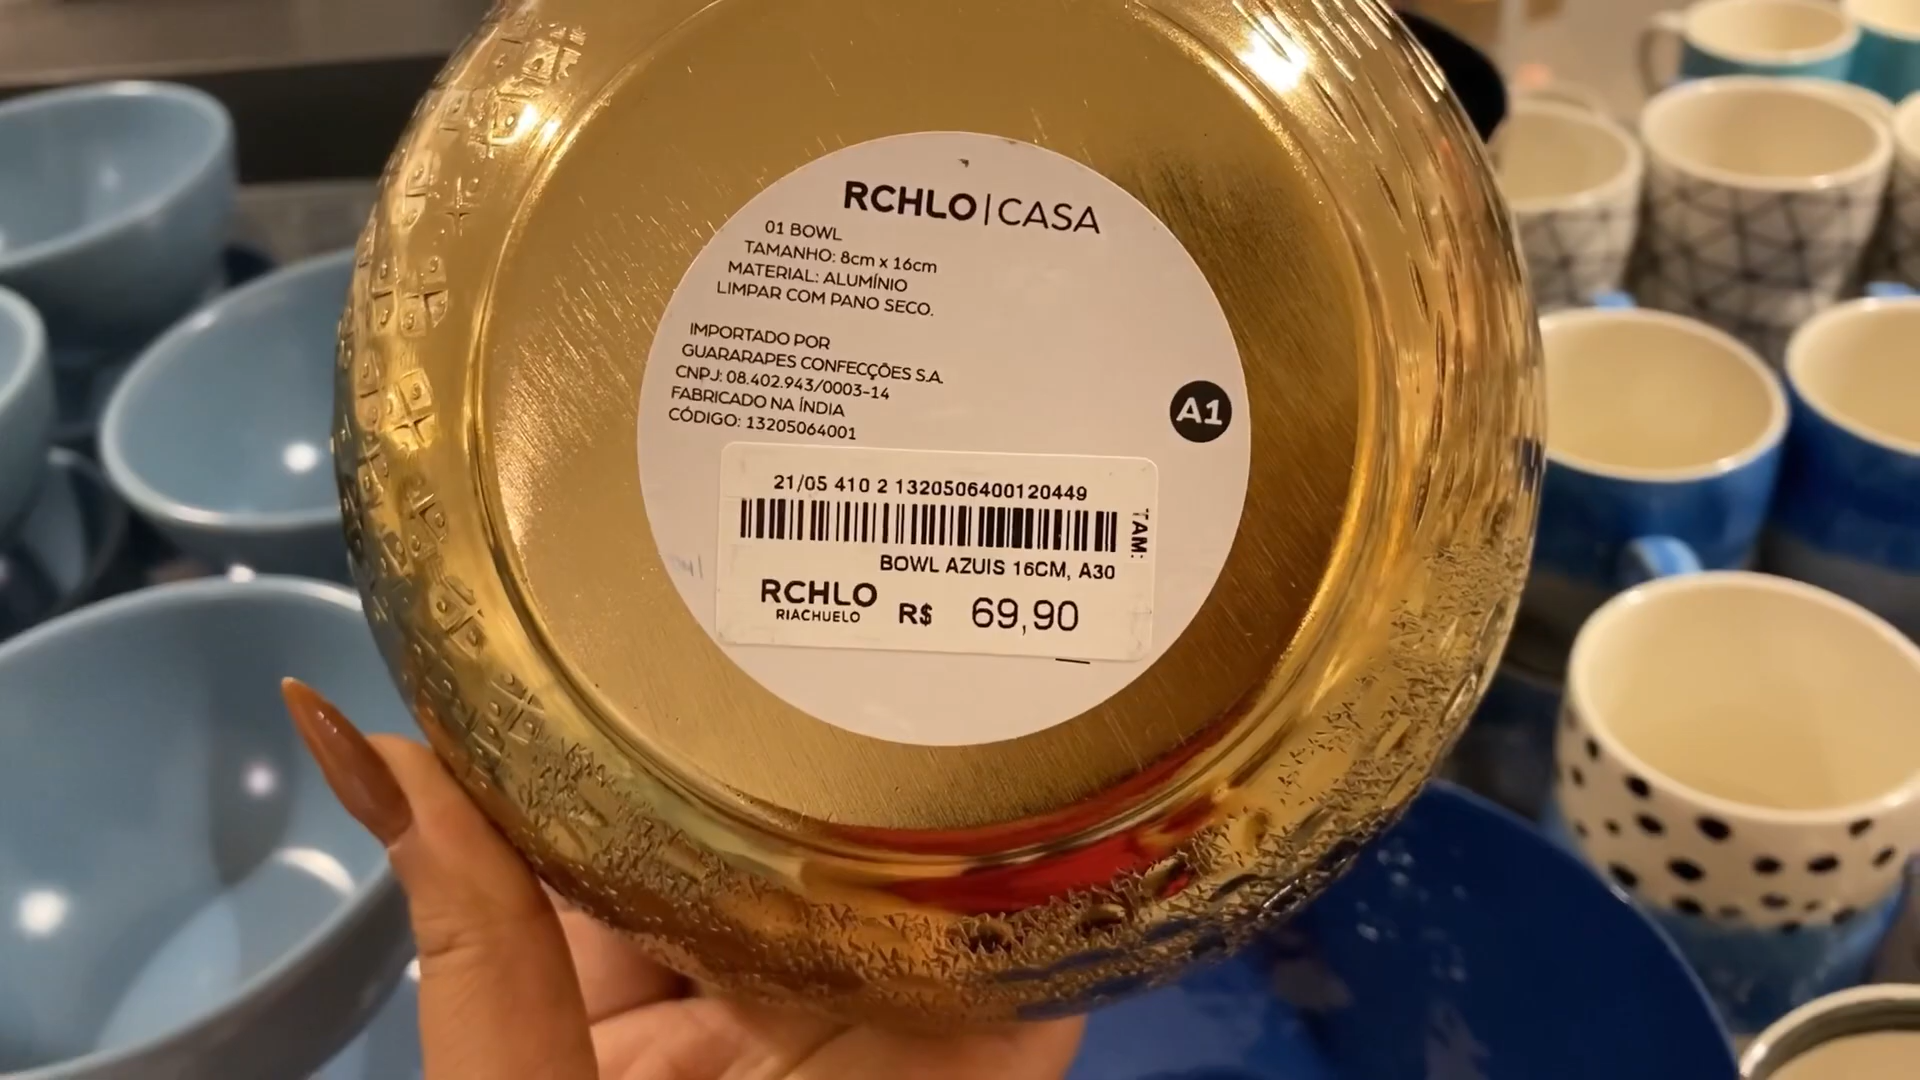 RCHLO|CASA
01 BOWL
TAMANHO: 8cm x 16cm
MATERIAL: ALUMÍNIO
LIMPAR COM PANO SECO.
IMPORTADO POR
GUARARAPES CONFECÇÕES S.A.
CNPJ: 08.402.943/0003-14
FABRICADO NA ÍNDIA
CÓDIGO: 13205064001
A1
21/05 410 2 1320506400120449
TAM:
BOWL AZUIS 16CM, A30
RCHLO
RIACHUELO
R$ 69,90